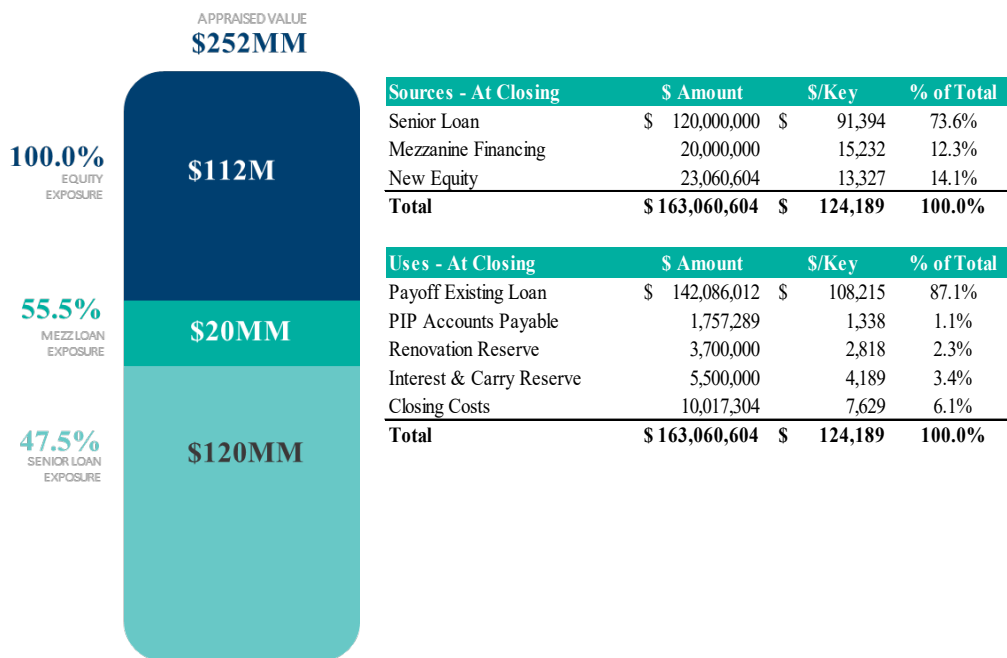 APPRAISED VALUE
$252MM
100.0%
EQUITY
EXPOSURE
$112M
55.5%
MEZZ LOAN
EXPOSURE
$20MM
47.5%
SENIOR LOAN
EXPOSURE
$120MM
Sources - At Closing $ Amount $/Key % of Total
Senior Loan $ 120,000,000 $ 91,394 73.6%
Mezzanine Financing 20,000,000 15,232 12.3%
New Equity 23,060,604 13,327 14.1%
Total $ 163,060,604 $ 124,189 100.0%
Uses - At Closing $ Amount $/Key % of Total
Payoff Existing Loan $ 142,086,012 $ 108,215 87.1%
PIP Accounts Payable 1,757,289 1,338 1.1%
Renovation Reserve 3,700,000 2,818 2.3%
Interest & Carry Reserve 5,500,000 4,189 3.4%
Closing Costs 10,017,304 7,629 6.1%
Total $ 163,060,604 $ 124,189 100.0%